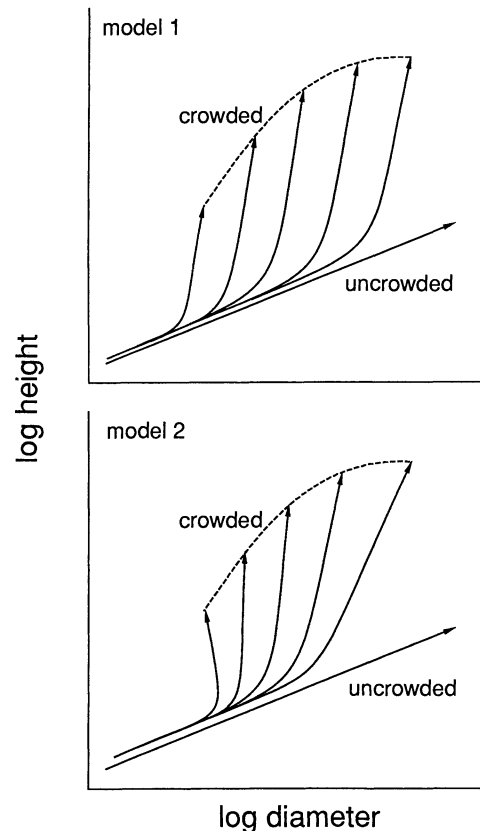 model 1
crowded
uncrowded
log height
model 2
crowded
uncrowded
log diameter